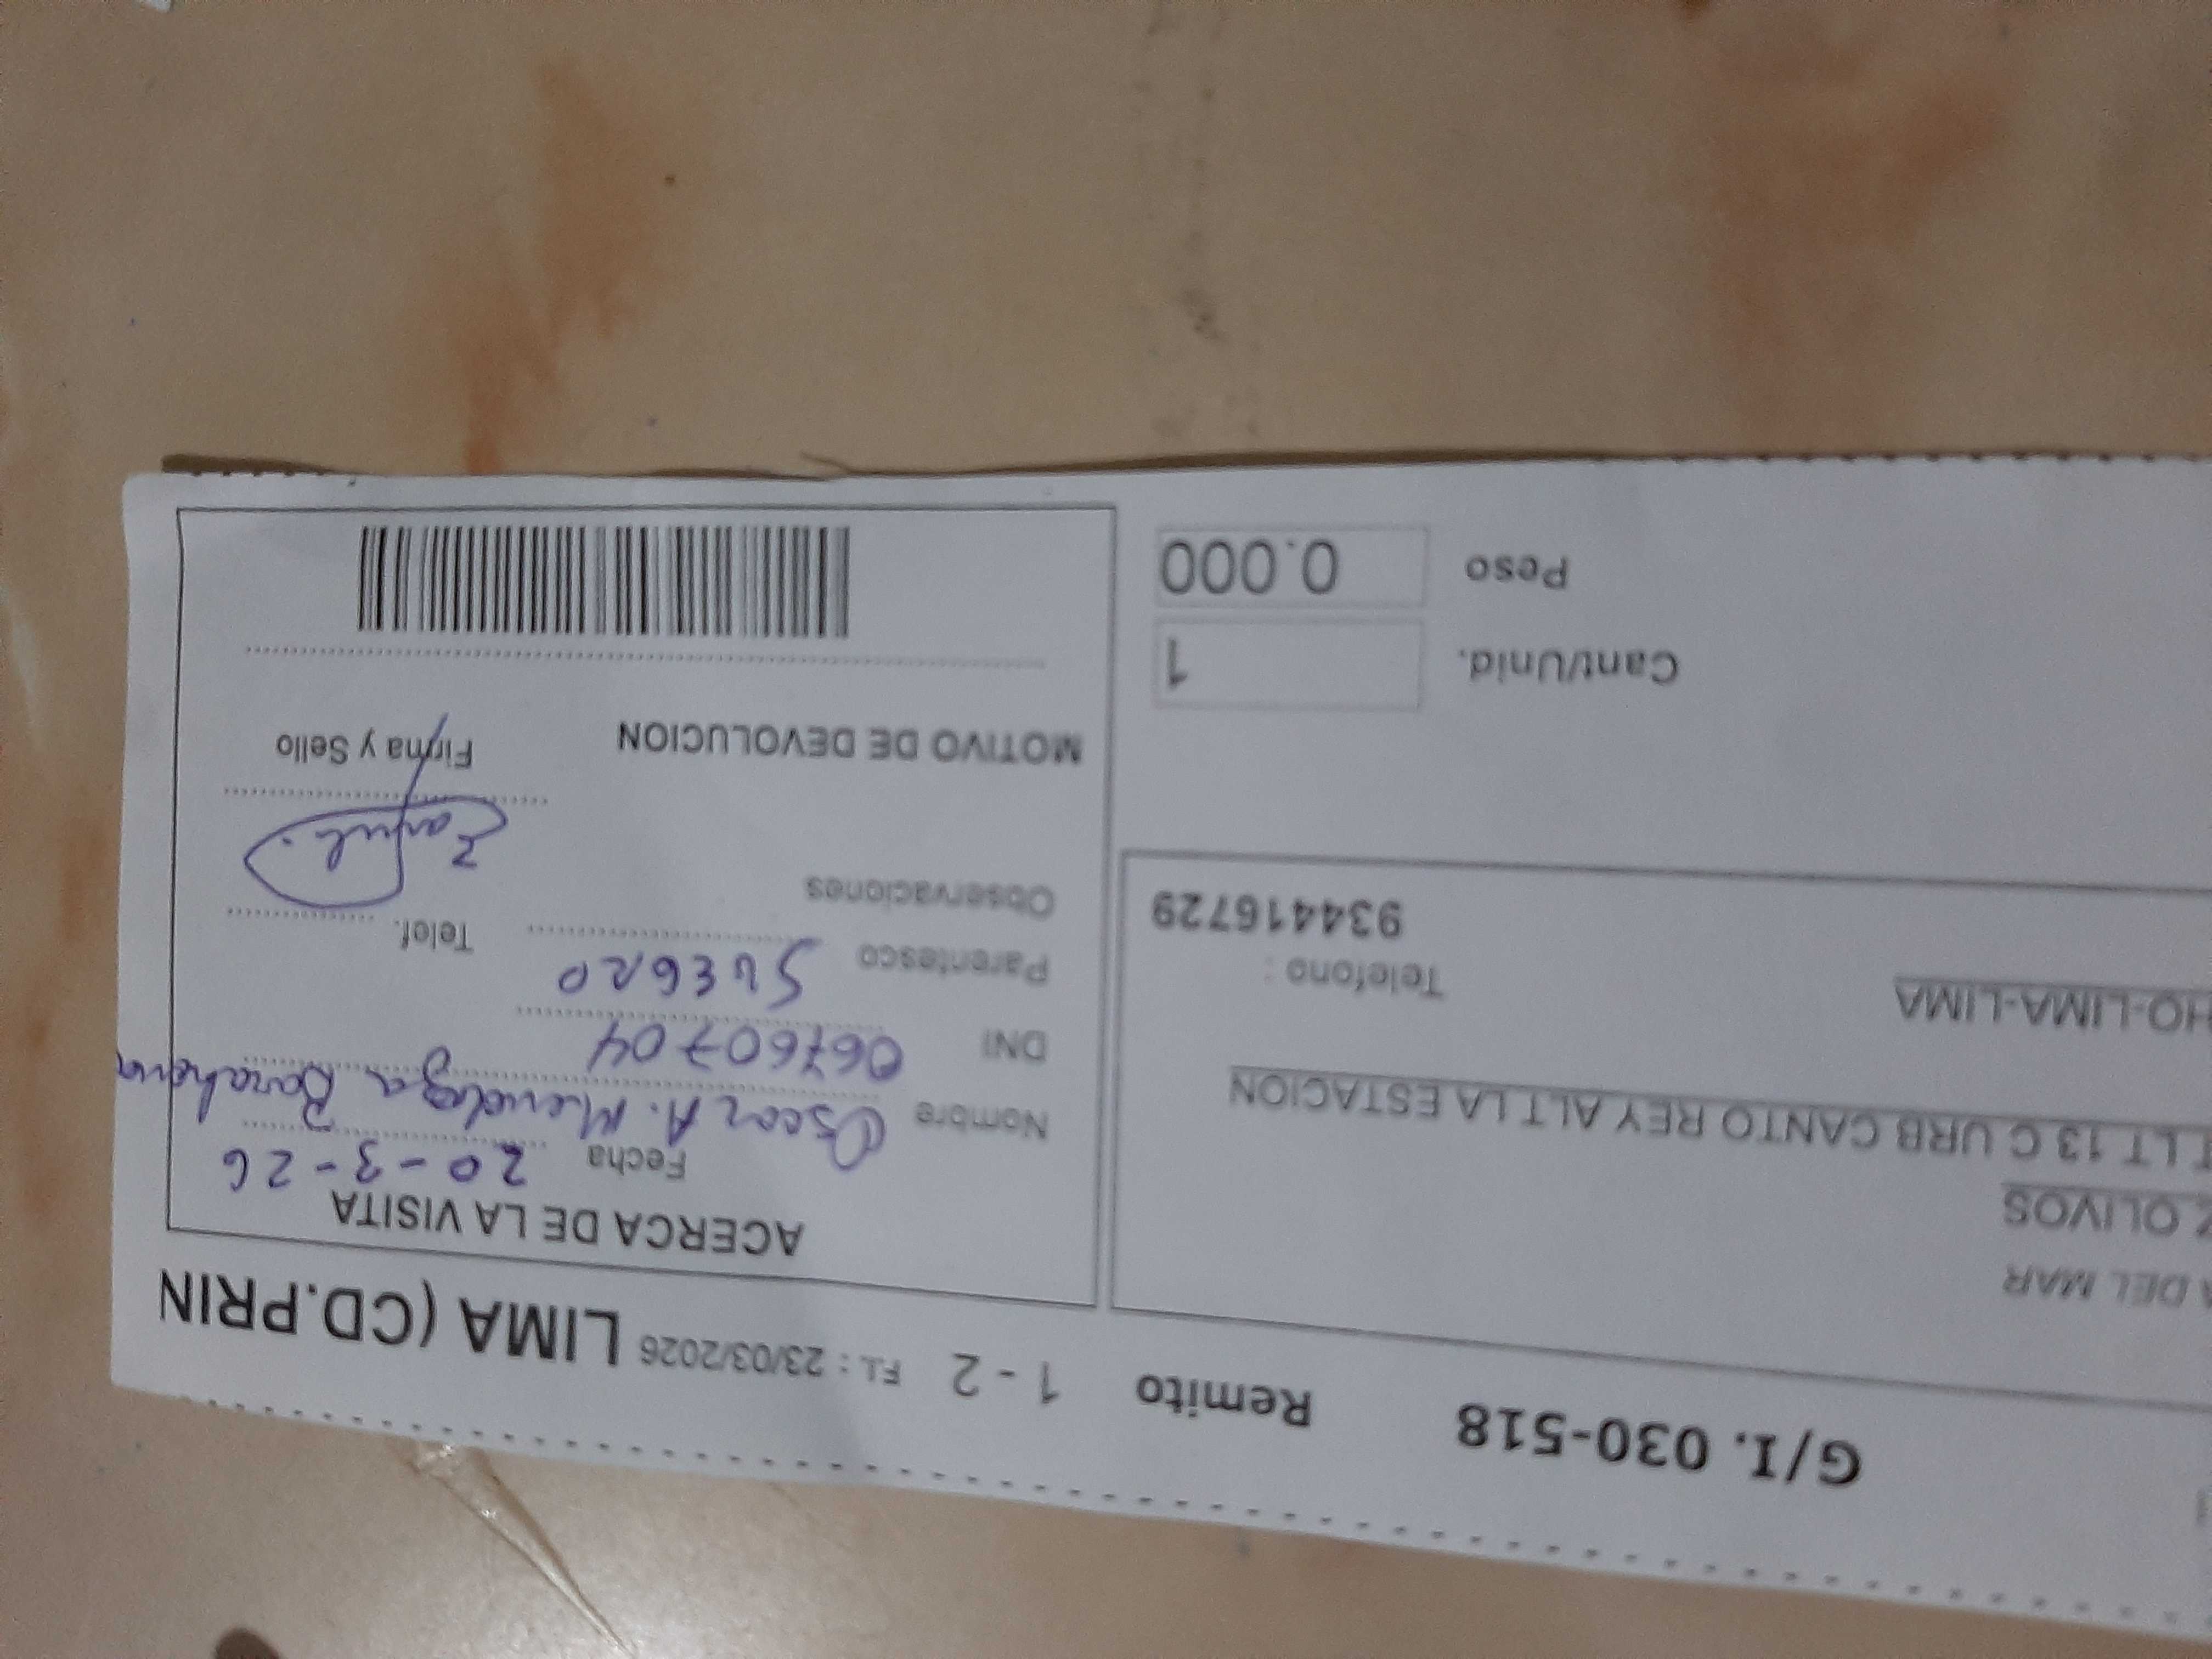 G/I. 030-518 Remito 1 - 2 F.I. : 23/03/2026 LIMA (CD.PRIN
DEL MAR
OLIVOS
LT 13 C URB CANTO REY ALT LA ESTACION
HO-LIMA-LIMA
Telefono :
934416729
Cant/Unid. 1
Peso 0.000
ACERCA DE LA VISITA
Fecha 20-3-26
Nombre Oscar A. Mendoza Barahona
DNI 06760704
Parentesco SUEGRO Telef.
Observaciones
MOTIVO DE DEVOLUCION Firma y Sello